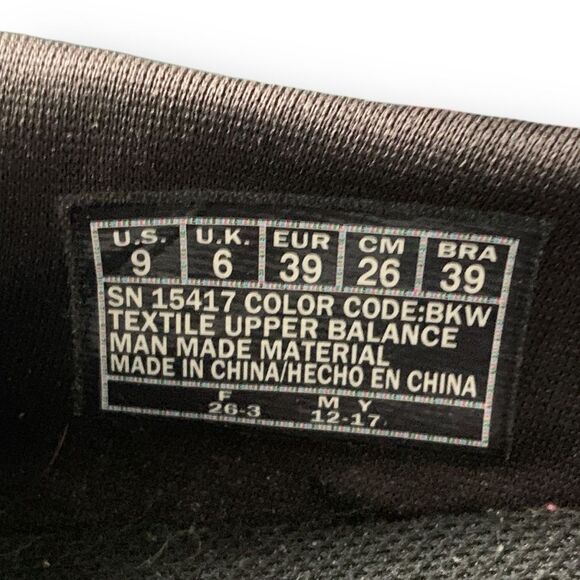 U.S. U.K. EUR CM BRA
9 6 39 26 39
SN 15417 COLOR CODE:BKW
TEXTILE UPPER BALANCE
MAN MADE MATERIAL
MADE IN CHINA/HECHO EN CHINA
F M Y
26-3 12-17